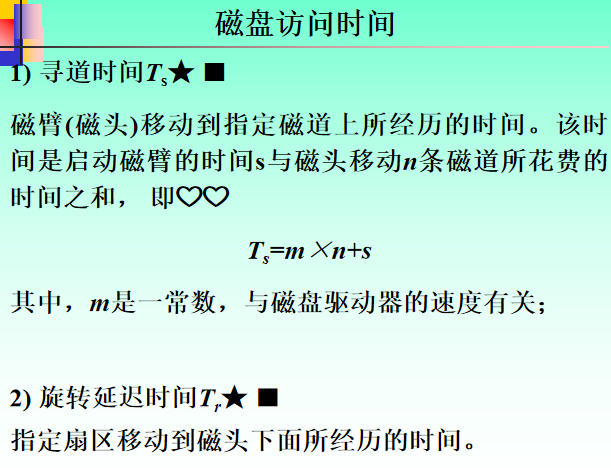 磁盘访问时间
1) 寻道时间Ts★ ■
磁臂(磁头)移动到指定磁道上所经历的时间。该时
间是启动磁臂的时间s与磁头移动n条磁道所花费的
时间之和， 即♡♡
Ts=m×n+s
其中，m是一常数，与磁盘驱动器的速度有关；
2) 旋转延迟时间Tr★ ■
指定扇区移动到磁头下面所经历的时间。